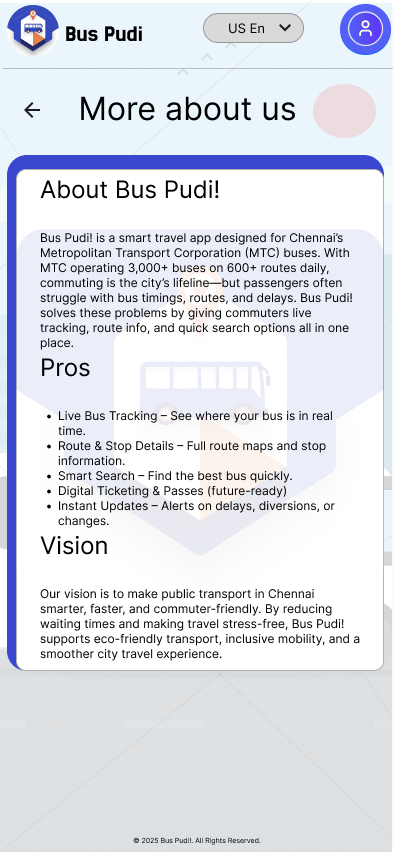 Bus Pudi
US En
More about us
About Bus Pudi!
Bus Pudi! is a smart travel app designed for Chennai's
Metropolitan Transport Corporation (MTC) buses. With
MTC operating 3,000+ buses on 600+ routes daily,
commuting is the city's lifeline—but passengers often
struggle with bus timings, routes, and delays. Bus Pudi!
solves these problems by giving commuters live
tracking, route info, and quick search options all in one
place.
Pros
• Live Bus Tracking – See where your bus is in real
time.
• Route & Stop Details – Full route maps and stop
information.
• Smart Search – Find the best bus quickly.
• Digital Ticketing & Passes (future-ready)
• Instant Updates – Alerts on delays, diversions, or
changes.
Vision
Our vision is to make public transport in Chennai
smarter, faster, and commuter-friendly. By reducing
waiting times and making travel stress-free, Bus Pudi!
supports eco-friendly transport, inclusive mobility, and a
smoother city travel experience.
© 2025 Bus Pudi!. All Rights Reserved.